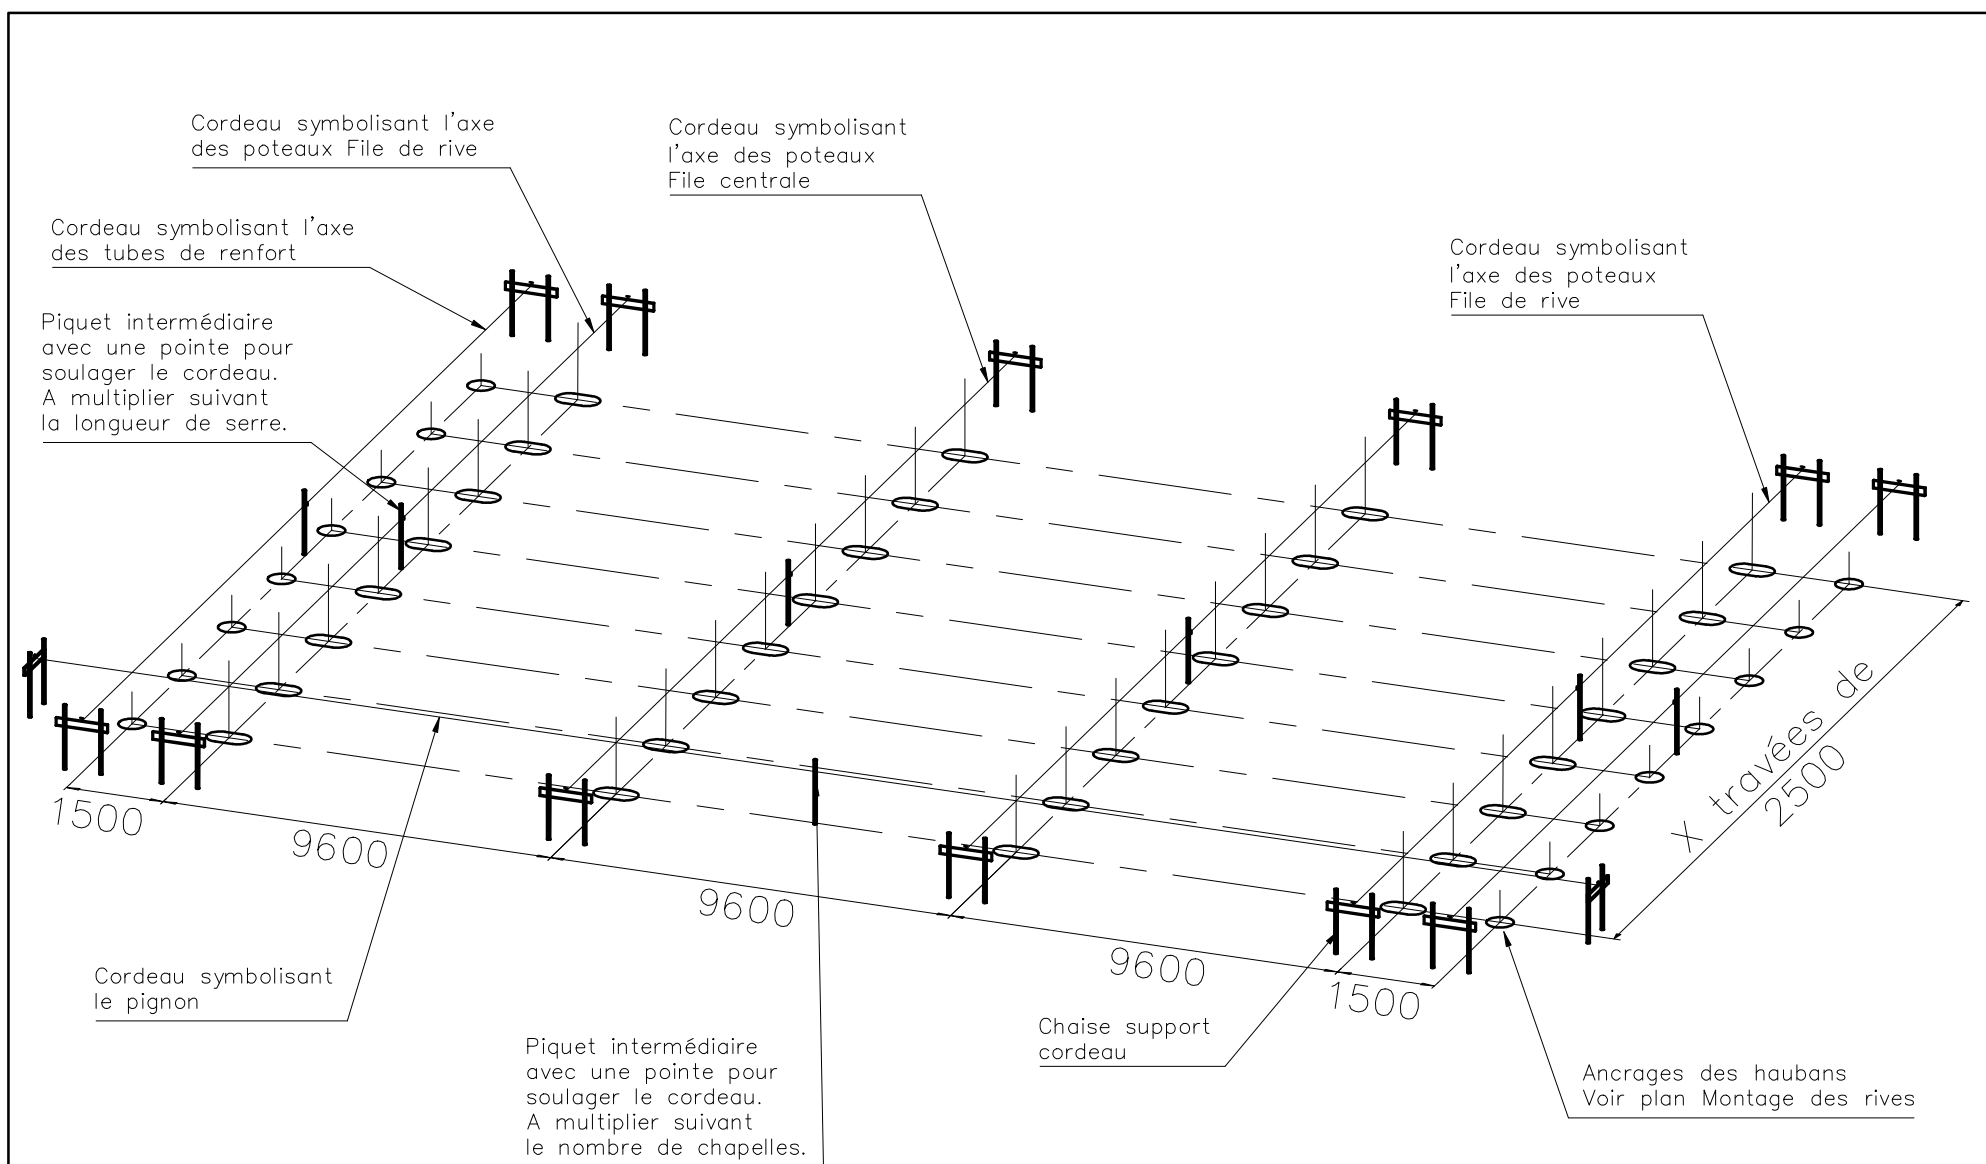 Cordeau symbolisant l'axe
des poteaux File de rive
Cordeau symbolisant
l'axe des poteaux
File centrale
Cordeau symbolisant l'axe
des tubes de renfort
Cordeau symbolisant
l'axe des poteaux
File de rive
Piquet intermédiaire
avec une pointe pour
soulager le cordeau.
A multiplier suivant
la longueur de serre.
X travées de
2500
1500
9600
9600
9600
1500
Cordeau symbolisant
le pignon
Piquet intermédiaire
avec une pointe pour
soulager le cordeau.
A multiplier suivant
le nombre de chapelles.
Chaise support
cordeau
Ancrages des haubans
Voir plan Montage des rives